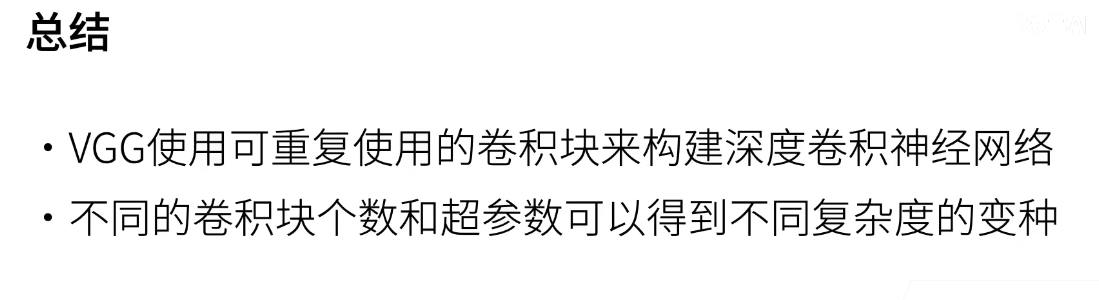 总结
• VGG使用可重复使用的卷积块来构建深度卷积神经网络
• 不同的卷积块个数和超参数可以得到不同复杂度的变种